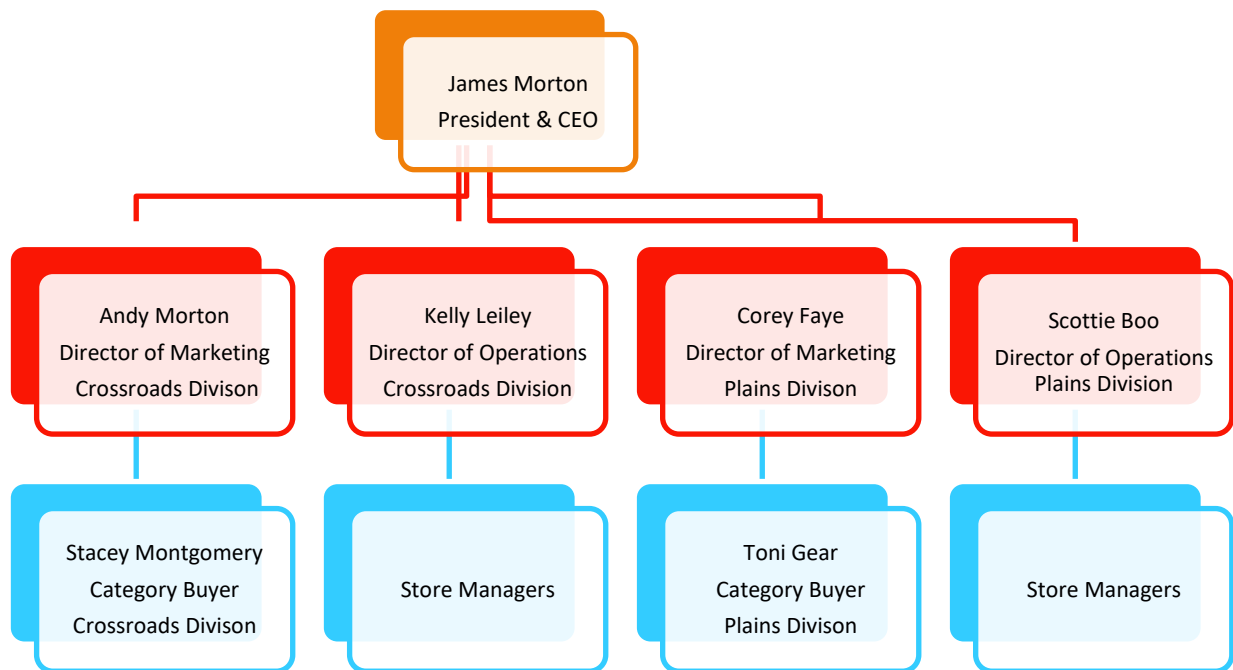 James Morton
President & CEO
Andy Morton
Director of Marketing
Crossroads Divison
Kelly Leiley
Director of Operations
Crossroads Division
Corey Faye
Director of Marketing
Plains Divison
Scottie Boo
Director of Operations
Plains Division
Stacey Montgomery
Category Buyer
Crossroads Divison
Store Managers
Toni Gear
Category Buyer
Plains Divison
Store Managers